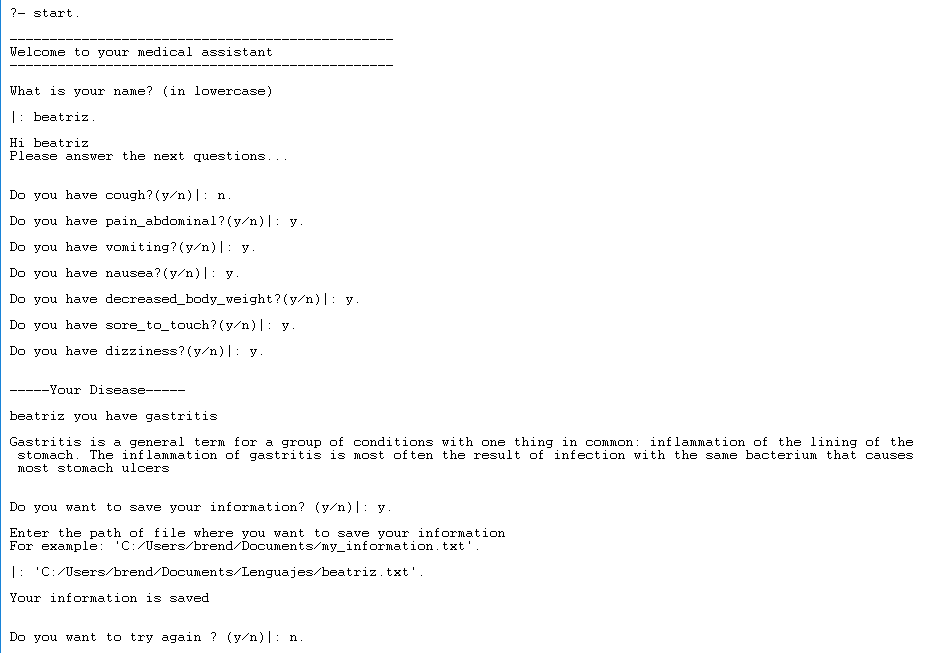 ?- start.
------------------------------------------------
Welcome to your medical assistant
------------------------------------------------
What is your name? (in lowercase)
|: beatriz.
Hi beatriz
Please answer the next questions...
Do you have cough?(y/n)|: n.
Do you have pain_abdominal?(y/n)|: y.
Do you have vomiting?(y/n)|: y.
Do you have nausea?(y/n)|: y.
Do you have decreased_body_weight?(y/n)|: y.
Do you have sore_to_touch?(y/n)|: y.
Do you have dizziness?(y/n)|: y.
-----Your Disease-----
beatriz you have gastritis
Gastritis is a general term for a group of conditions with one thing in common: inflammation of the lining of the
stomach. The inflammation of gastritis is most often the result of infection with the same bacterium that causes
most stomach ulcers
Do you want to save your information? (y/n)|: y.
Enter the path of file where you want to save your information
For example: 'C:/Users/brend/Documents/my_information.txt'.
|: 'C:/Users/brend/Documents/Lenguajes/beatriz.txt'.
Your information is saved
Do you want to try again ? (y/n)|: n.